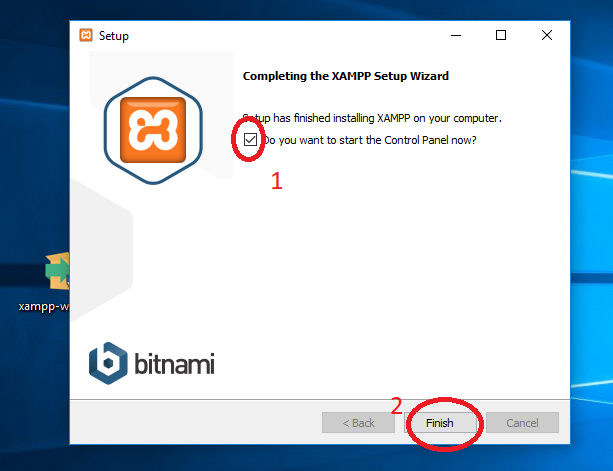 Setup
Completing the XAMPP Setup Wizard
Setup has finished installing XAMPP on your computer.
Do you want to start the Control Panel now?
1
xampp-w
bitnami
2
< Back
Finish
Cancel